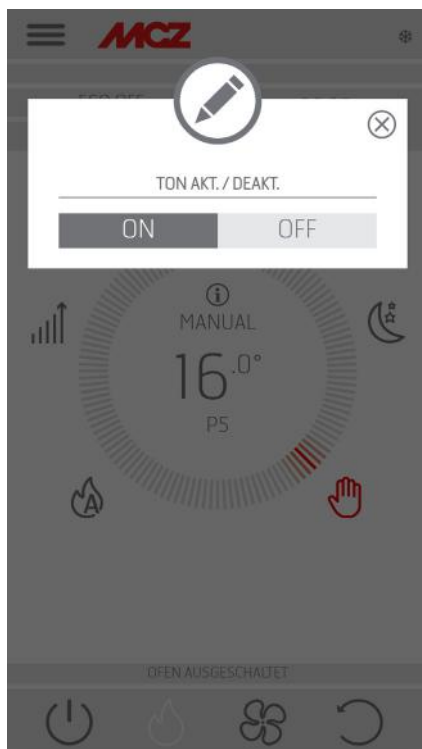 MCZ
TON AKT. / DEAKT.
ON OFF
MANUAL
16.0°
P5
A
OFEN AUSGESCHALTET